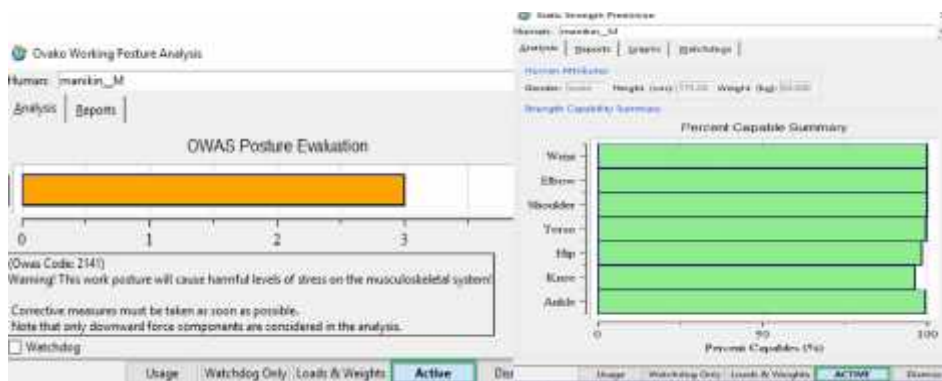 Ovako Working Posture Analysis
Human: manikin_M
Analysis Reports
OWAS Posture Evaluation
0 1 2 3
(Owas Code: 2141)
Warning! This work posture will cause harmful levels of stress on the musculoskeletal system!
Corrective measures must be taken as soon as possible.
Note that only downward force components are considered in the analysis.
Watchdog
Usage Watchdog Only Loads & Weights Active
Static Strength Prediction
Human: manikin_M
Analysis Reports Graphs Watchdogs
Human Attributes
Gender: Height (cm): Weight (kg):
Strength Capability Summary
Percent Capable Summary
Wrist
Elbow
Shoulder
Torso
Hip
Knee
Ankle
0 50 100
Percent Capables (%)
Usage Watchdog Only Loads & Weights ACTIVE Dismiss